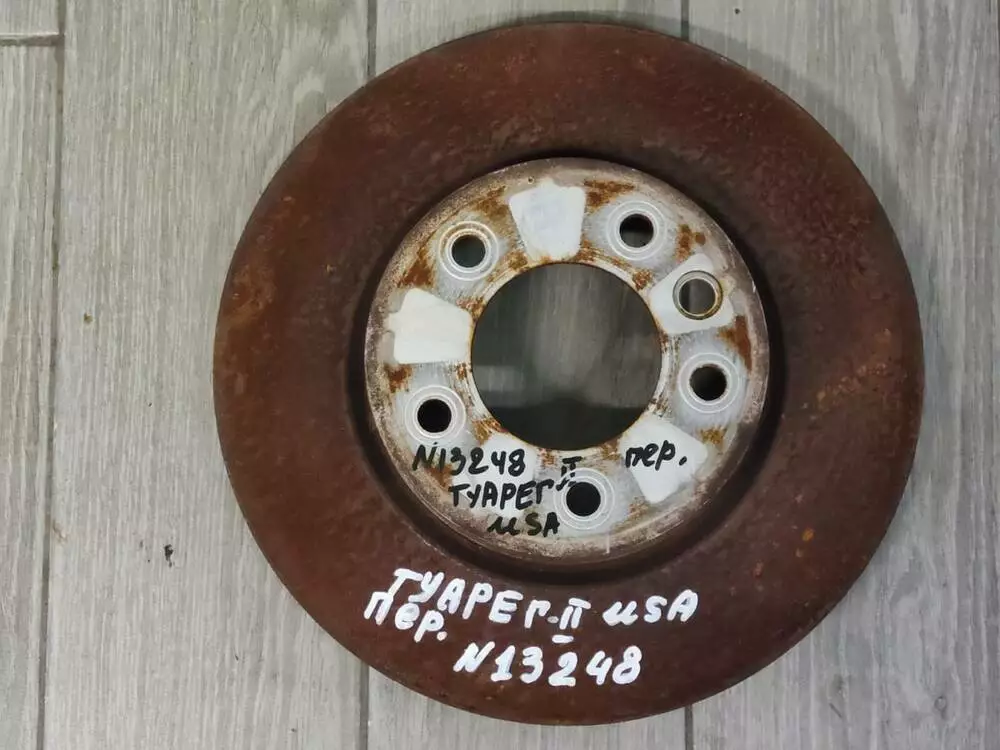 N13248 пер.
ТУАРЕГ-II
USA
ТУАРЕГ-II USA
Пер.
N13248